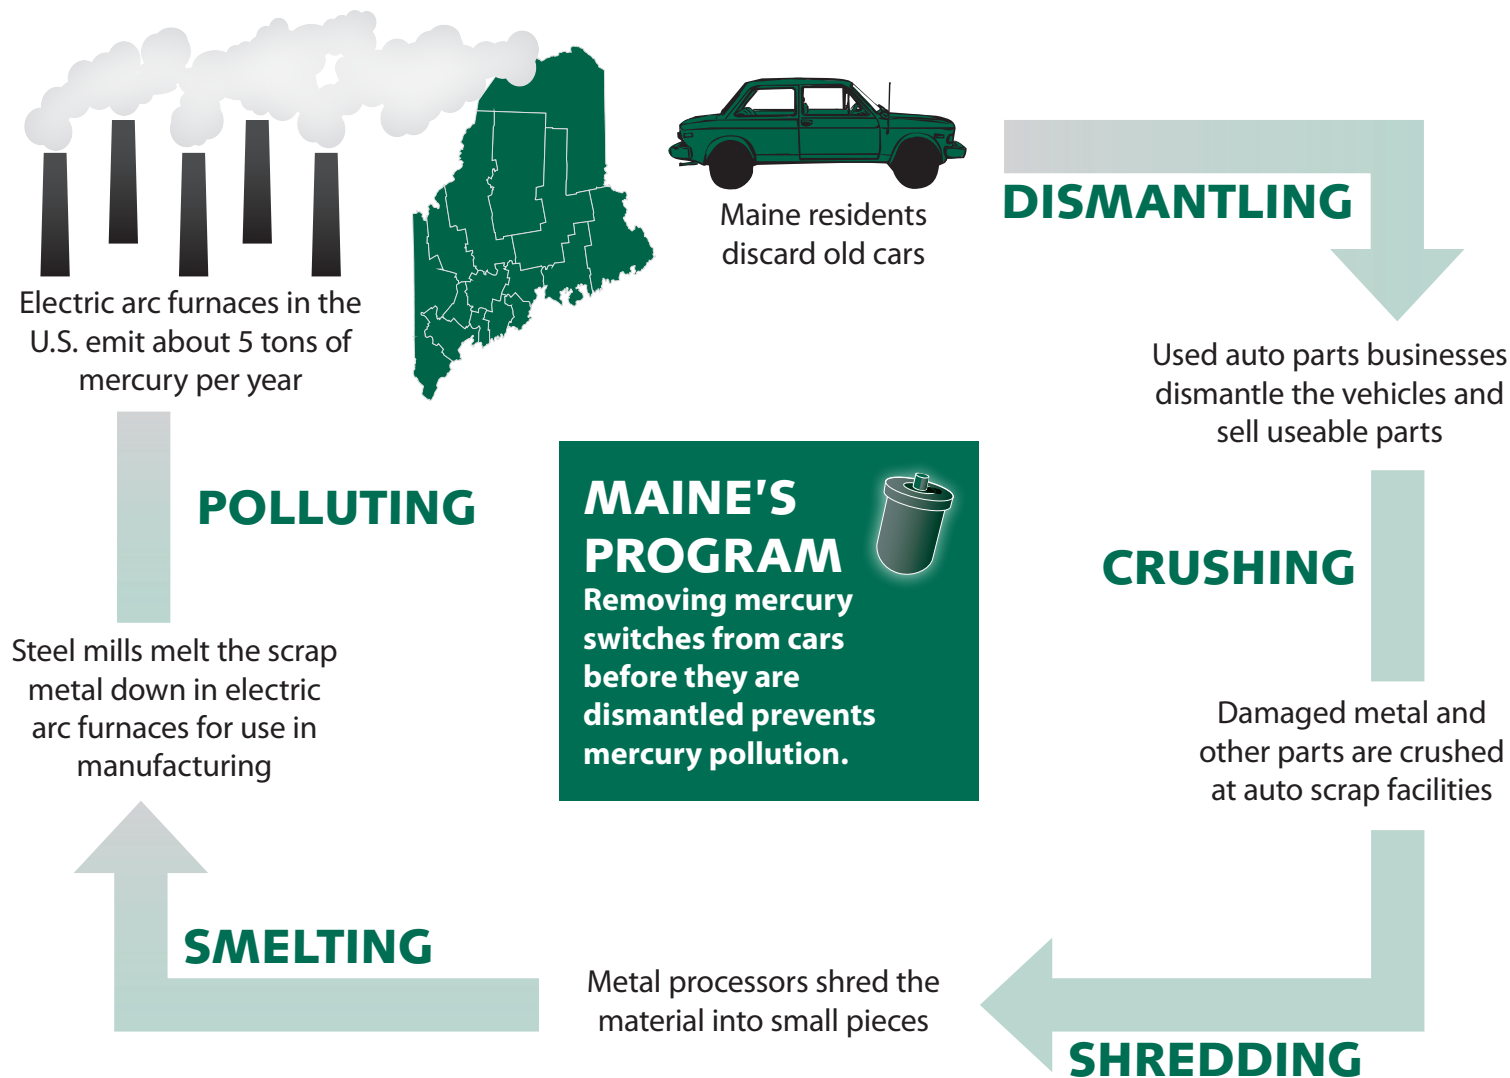 Maine residents
discard old cars
DISMANTLING
Used auto parts businesses
dismantle the vehicles and
sell useable parts
CRUSHING
Damaged metal and
other parts are crushed
at auto scrap facilities
SHREDDING
Metal processors shred the
material into small pieces
SMELTING
Steel mills melt the scrap
metal down in electric
arc furnaces for use in
manufacturing
POLLUTING
Electric arc furnaces in the
U.S. emit about 5 tons of
mercury per year
MAINE'S
PROGRAM
Removing mercury
switches from cars
before they are
dismantled prevents
mercury pollution.